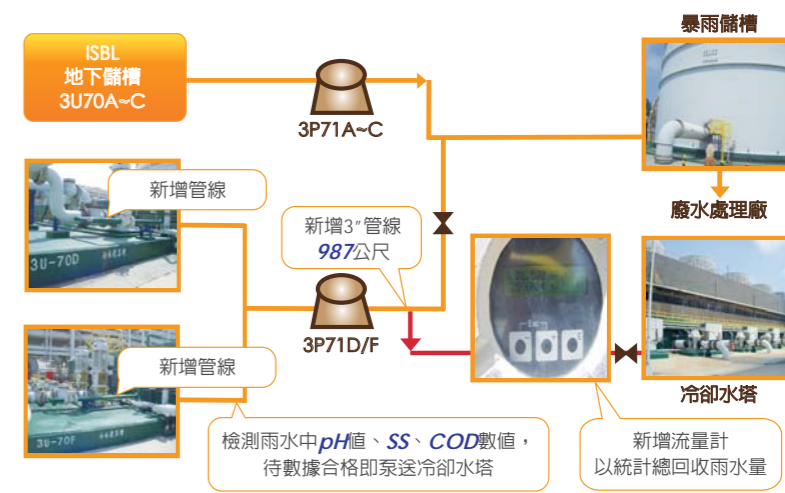 暴雨儲槽
ISBL
地下儲槽
3U70A~C
3P71A~C
新增管線
3U-70D
新增3"管線
987公尺
廢水處理廠
3P71D/F
新增管線
3U-70F
冷卻水塔
檢測雨水中pH值、SS、COD數值,
待數據合格即泵送冷卻水塔
新增流量計
以統計總回收雨水量